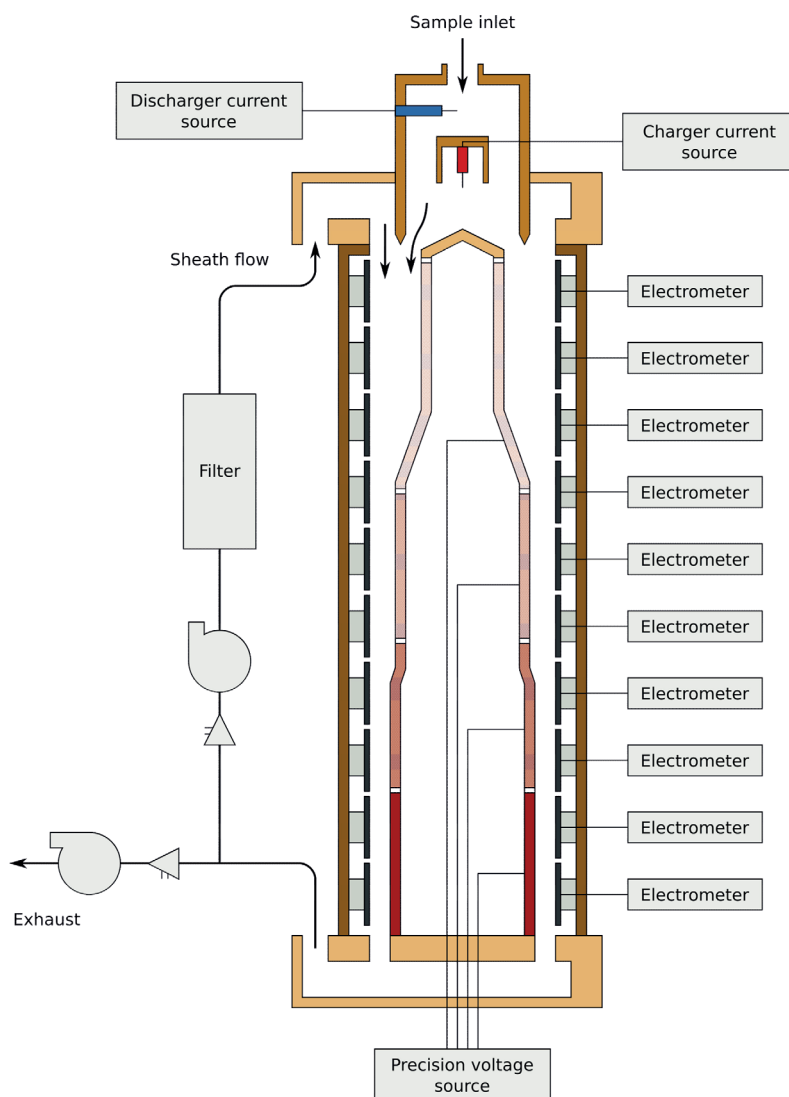 Sample inlet
Discharger current
source
Charger current
source
Sheath flow
Electrometer
Electrometer
Electrometer
Filter
Electrometer
Electrometer
Electrometer
Electrometer
Electrometer
Electrometer
Electrometer
Exhaust
Precision voltage
source